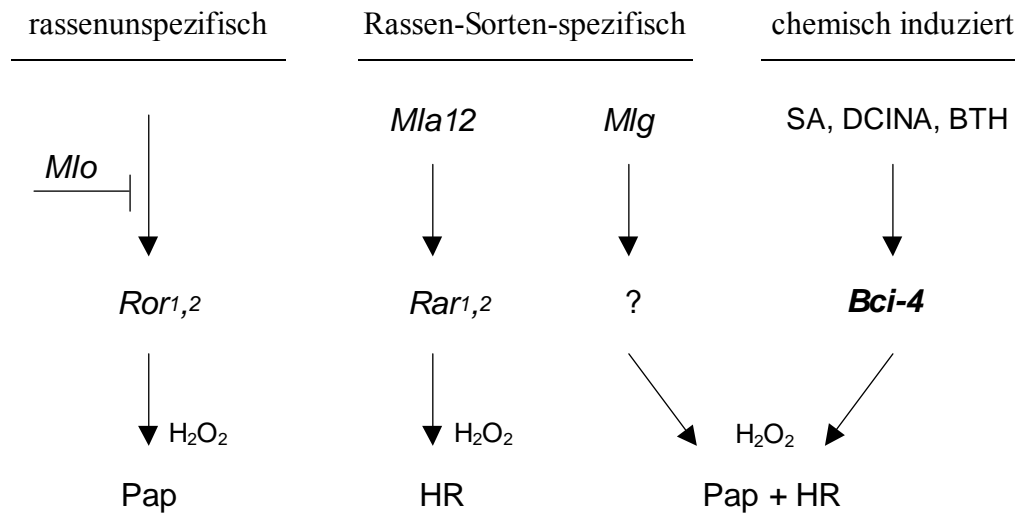 rassenunspezifisch Rassen-Sorten-spezifisch chemisch induziert
Mla12 Mlg SA, DCINA, BTH
Mlo
Ror1,2 Rar1,2 ? Bci-4
H₂O₂ H₂O₂ H₂O₂
Pap HR Pap + HR